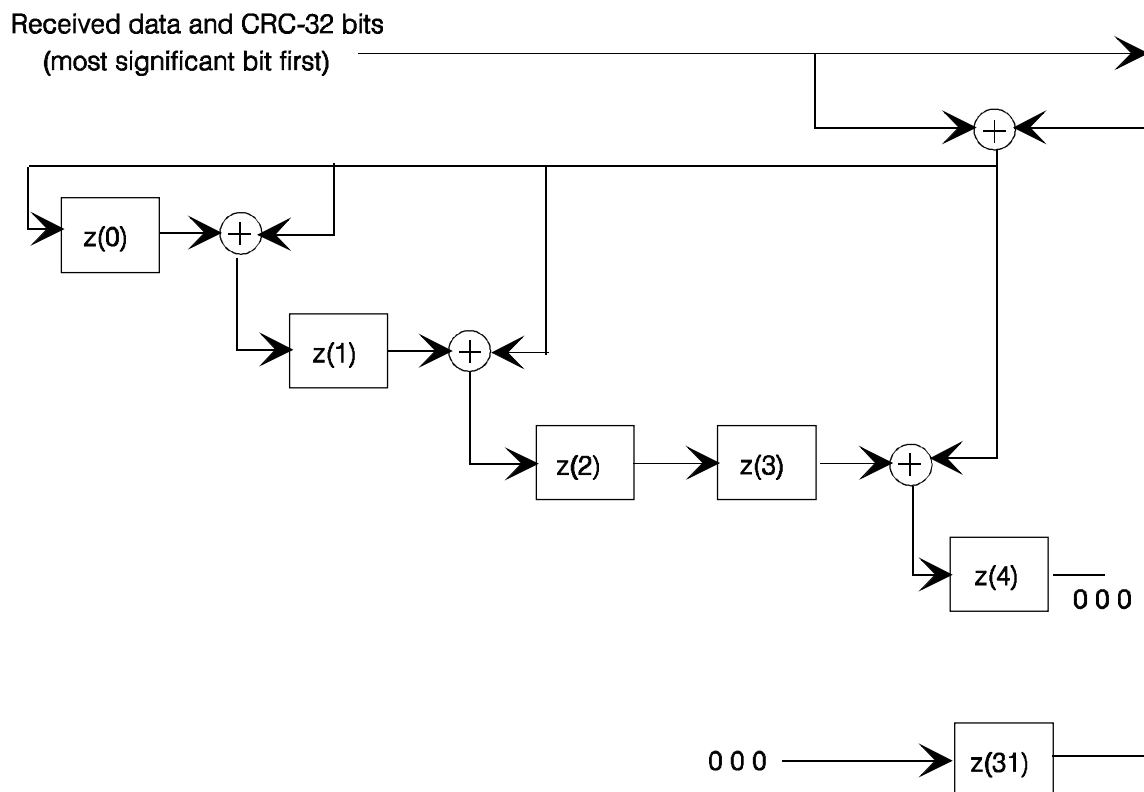 Received data and CRC-32 bits
(most significant bit first)
z(0)
z(1)
z(2)
z(3)
z(4)
0 0 0
0 0 0
z(31)